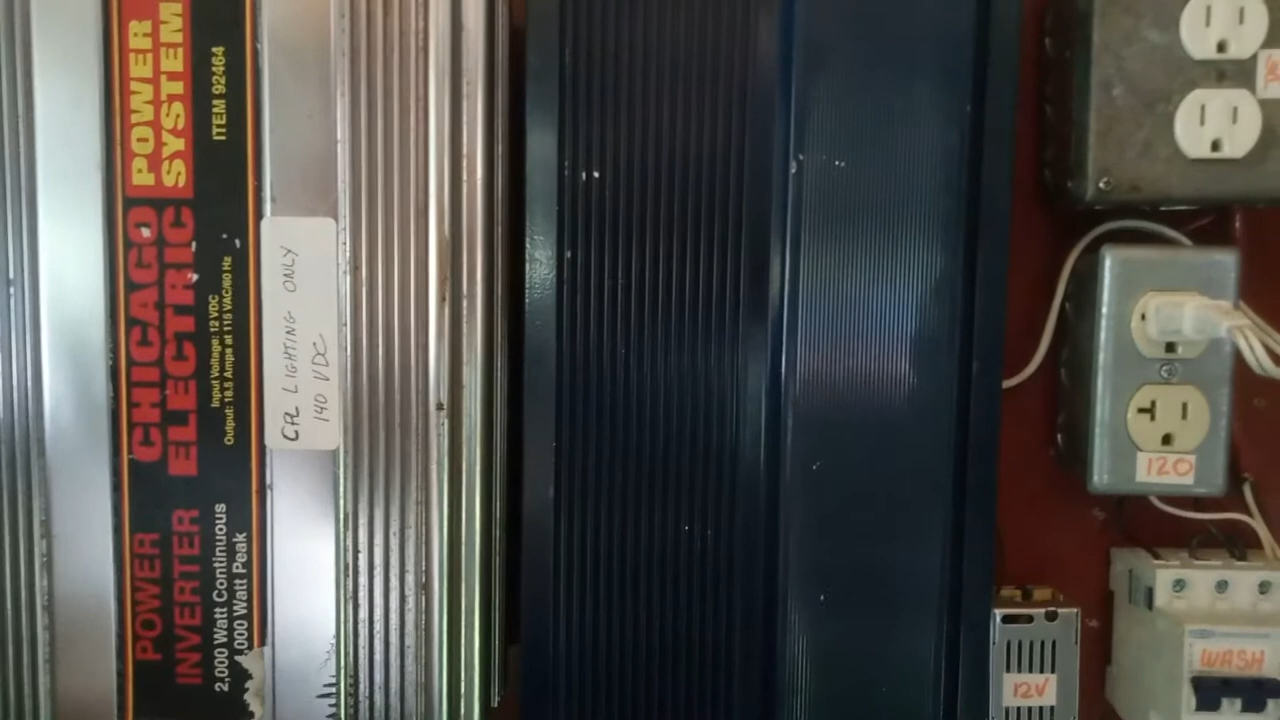 POWER INVERTER
CHICAGO ELECTRIC
POWER SYSTEM
2,000 Watt Continuous
,000 Watt Peak
Input Voltage: 12 VDC
Output: 18.5 Amps at 115 VAC/60 Hz
ITEM 92464
CFL LIGHTING ONLY
140 VDC
120
12V
WASH